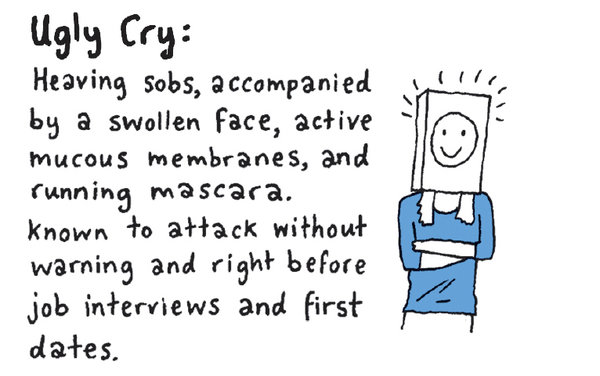 Ugly Cry:
Heaving sobs, accompanied
by a swollen face, active
mucous membranes, and
running mascara.
Known to attack without
warning and right before
job interviews and first
dates.